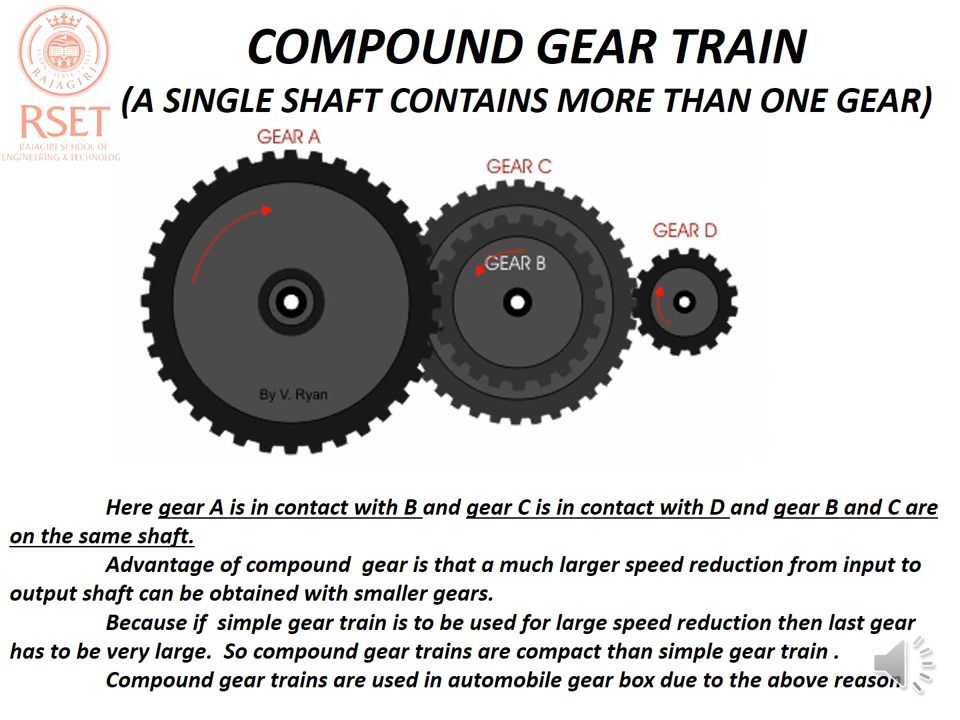 COMPOUND GEAR TRAIN
(A SINGLE SHAFT CONTAINS MORE THAN ONE GEAR)
RAJAGIRI
RSET
RAJAGIRI SCHOOL OF
ENGINEERING & TECHNOLOG
GEAR A
GEAR C
GEAR D
GEAR B
By V. Ryan
Here gear A is in contact with B and gear C is in contact with D and gear B and C are
on the same shaft.
Advantage of compound gear is that a much larger speed reduction from input to
output shaft can be obtained with smaller gears.
Because if simple gear train is to be used for large speed reduction then last gear
has to be very large. So compound gear trains are compact than simple gear train .
Compound gear trains are used in automobile gear box due to the above reason